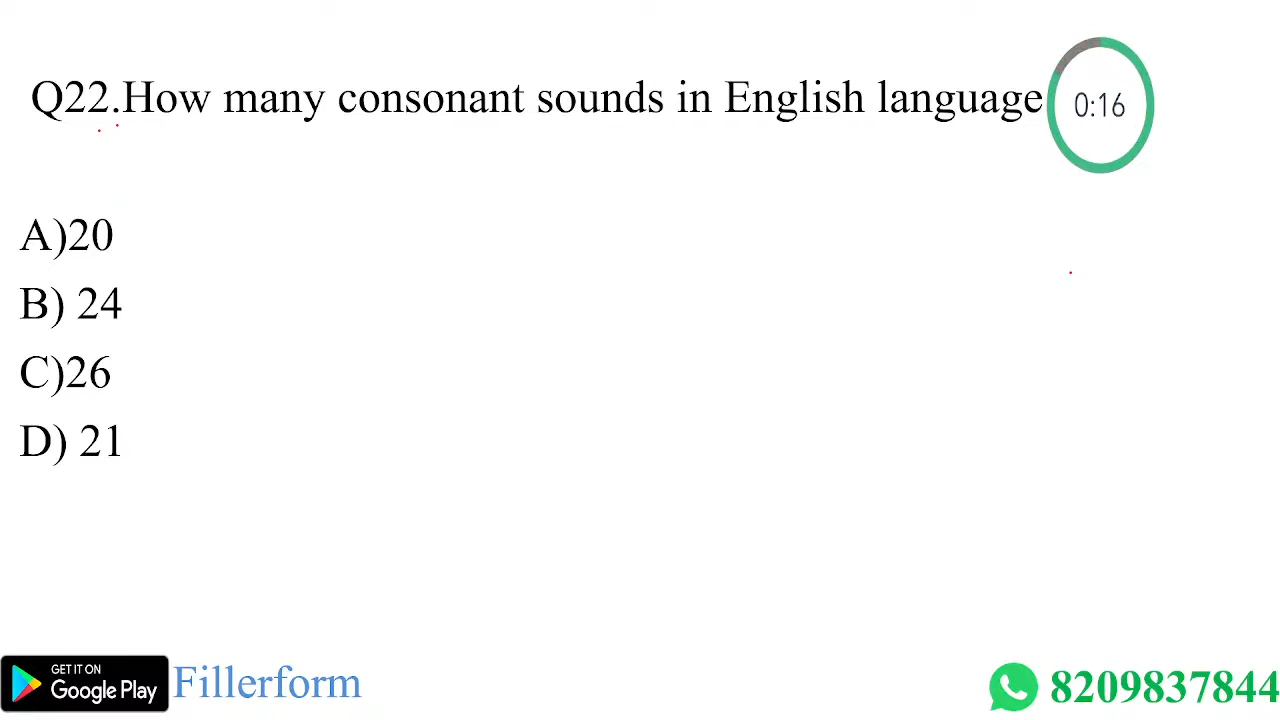 Q22.How many consonant sounds in English language
0:16
A)20
B) 24
C)26
D) 21
GET IT ON
Google Play
Fillerform
8209837844